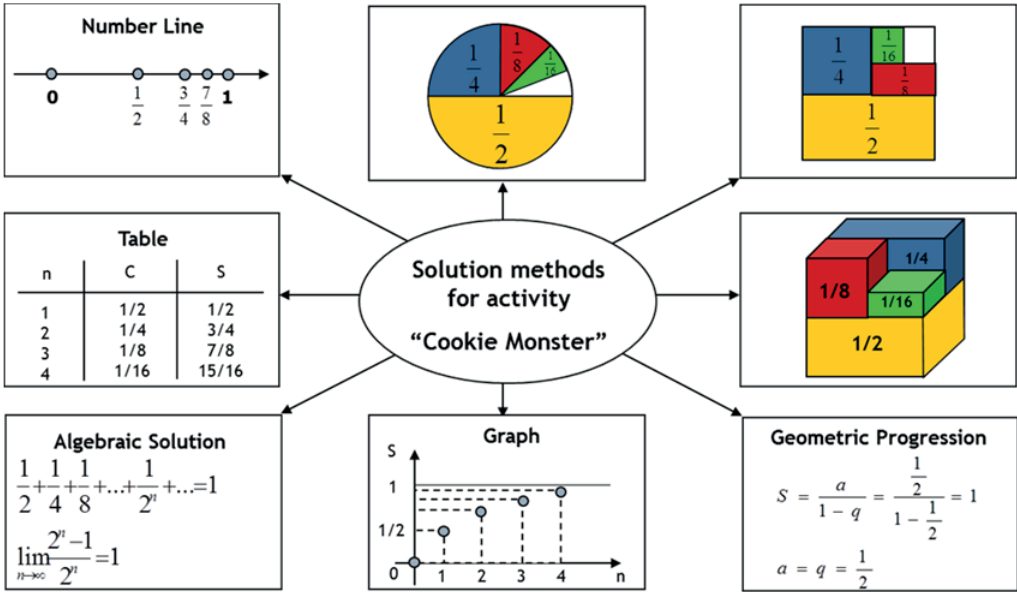 Number Line
0 1/2 3/4 7/8 1
1/4 1/8 1/16
1/2
1/4 1/16
1/8
1/2
Table
n C S
1 1/2 1/2
2 1/4 3/4
3 1/8 7/8
4 1/16 15/16
Solution methods
for activity
“Cookie Monster”
1/4
1/8 1/16
1/2
Algebraic Solution
1/2+1/4+1/8+...+1/2ⁿ+...=1
lim n→∞ (2ⁿ−1)/2ⁿ=1
Graph
S
1
1/2
0 1 2 3 4 n
Geometric Progression
S = a/(1 − q) = (1/2)/(1 − 1/2) = 1
a = q = 1/2